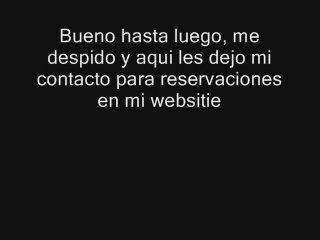 Bueno hasta luego, me
despido y aqui les dejo mi
contacto para reservaciones
en mi websitie